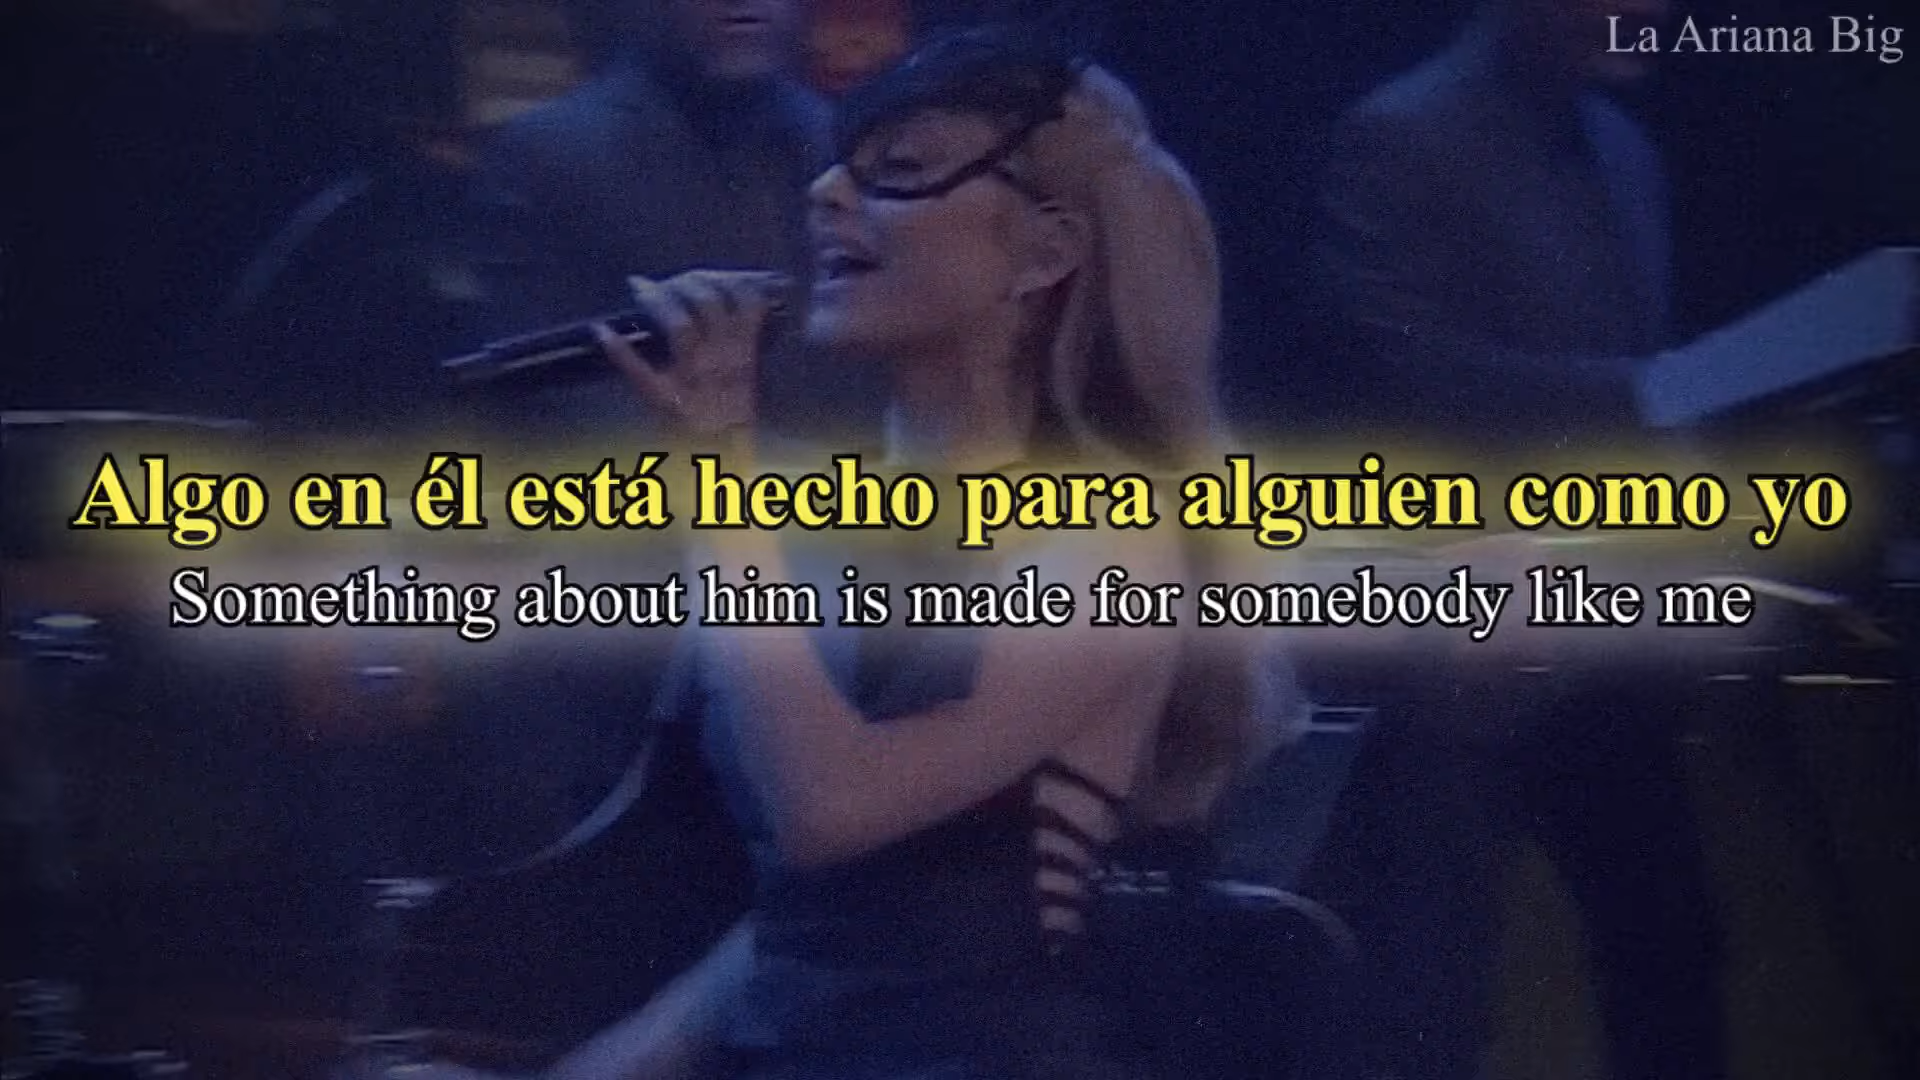 La Ariana Big
Algo en él está hecho para alguien como yo
Something about him is made for somebody like me